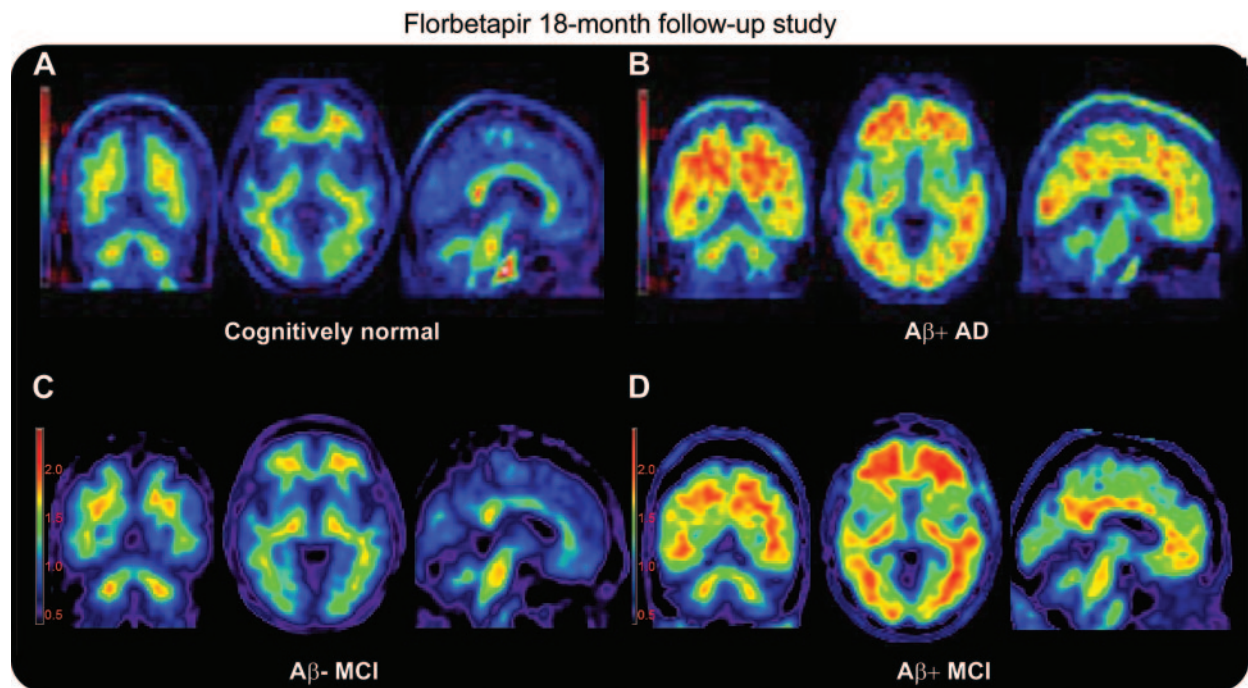 Florbetapir 18-month follow-up study
A
B
Cognitively normal
Aβ+ AD
C
D
2.0
1.5
1.0
0.5
2.0
1.5
1.0
0.5
Aβ- MCI
Aβ+ MCI